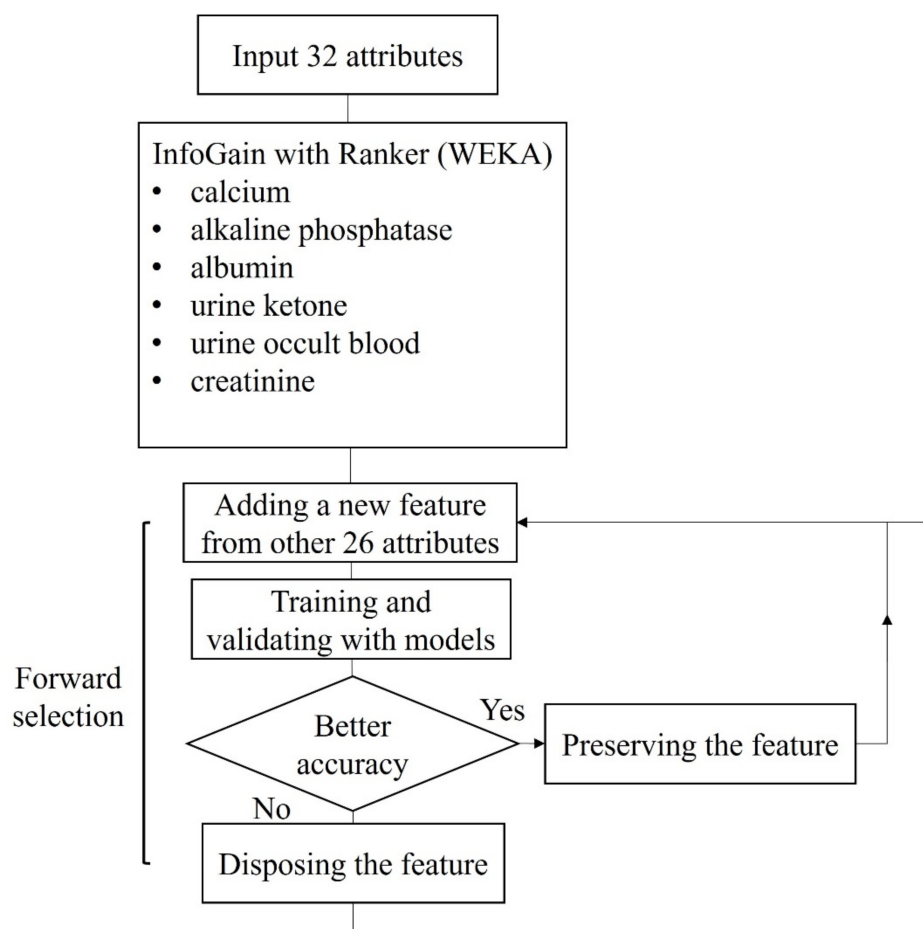 Input 32 attributes
InfoGain with Ranker (WEKA)
• calcium
• alkaline phosphatase
• albumin
• urine ketone
• urine occult blood
• creatinine
Adding a new feature
from other 26 attributes
Training and
validating with models
Forward
selection
Better
accuracy
Yes
Preserving the feature
No
Disposing the feature